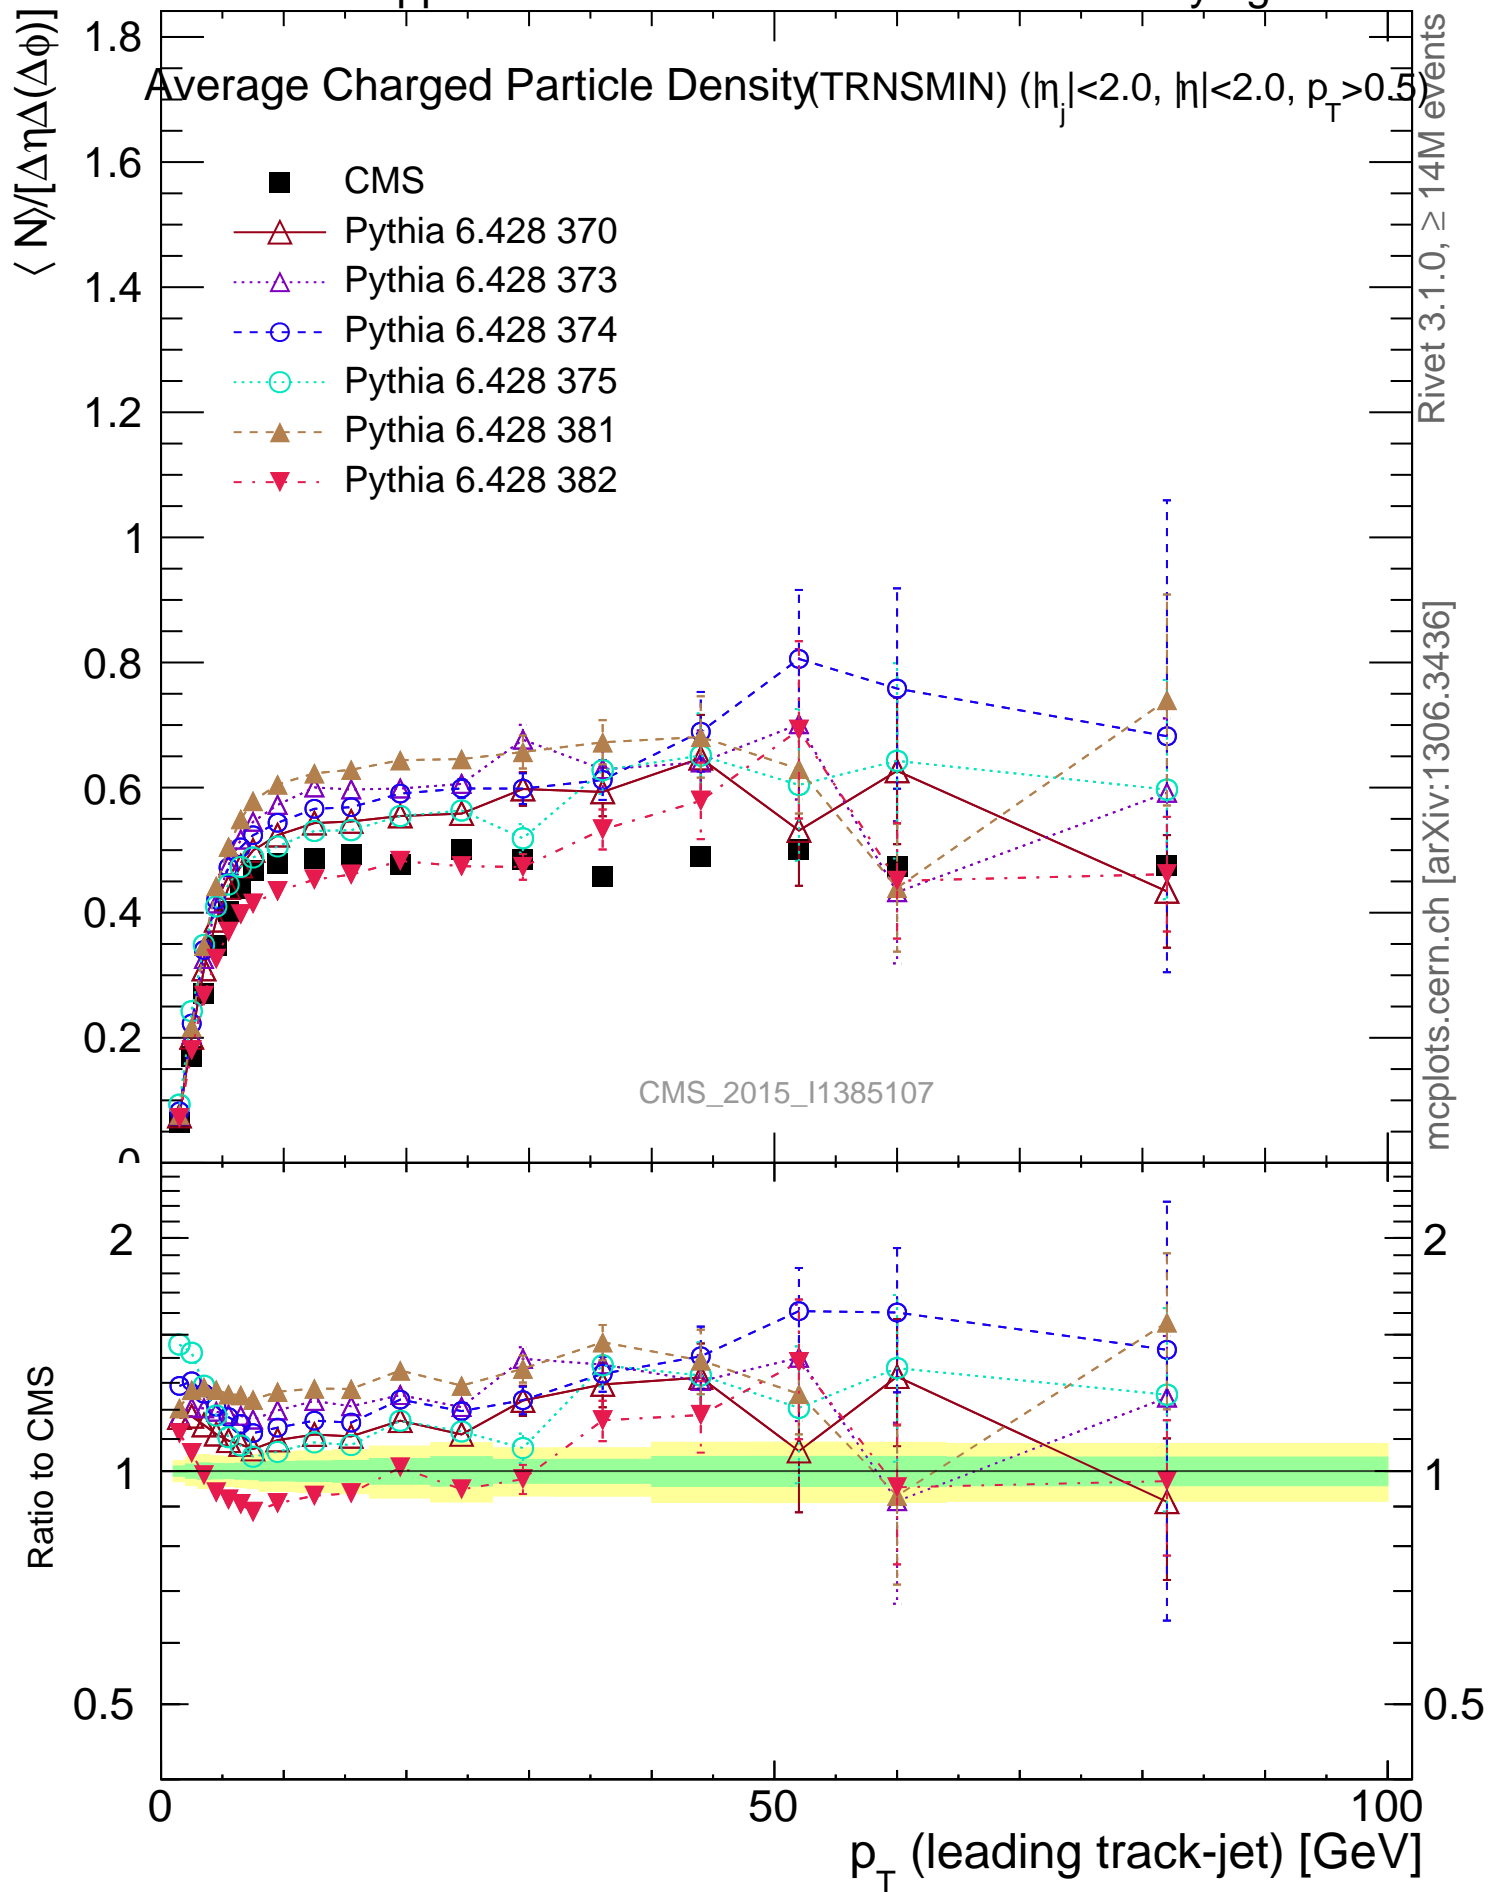 Average Charged Particle Density (TRNSMIN) (|η_j|<2.0, |η|<2.0, p_T>0.5)
⟨ N⟩/[ΔηΔ(Δφ)]
CMS
Pythia 6.428 370
Pythia 6.428 373
Pythia 6.428 374
Pythia 6.428 375
Pythia 6.428 381
Pythia 6.428 382
1.8
1.6
1.4
1.2
1
0.8
0.6
0.4
0.2
0
CMS_2015_I1385107
Rivet 3.1.0, ≥ 14M events
mcplots.cern.ch [arXiv:1306.3436]
Ratio to CMS
2
1
0.5
2
1
0.5
0
50
100
p_T (leading track-jet) [GeV]